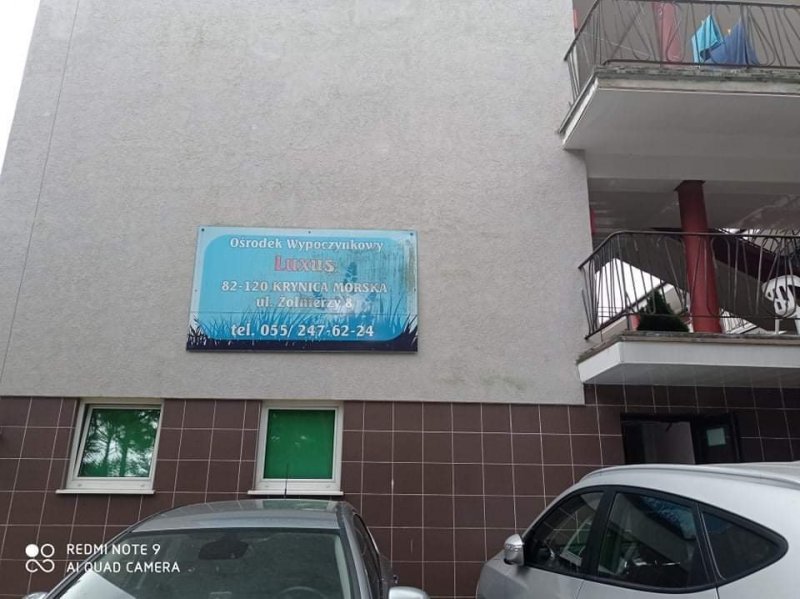 Ośrodek Wypoczynkowy
Luxus
82-120 KRYNICA MORSKA
ul. Żołnierzy 8
tel. 055/ 247-62-24
REDMI NOTE 9
AI QUAD CAMERA